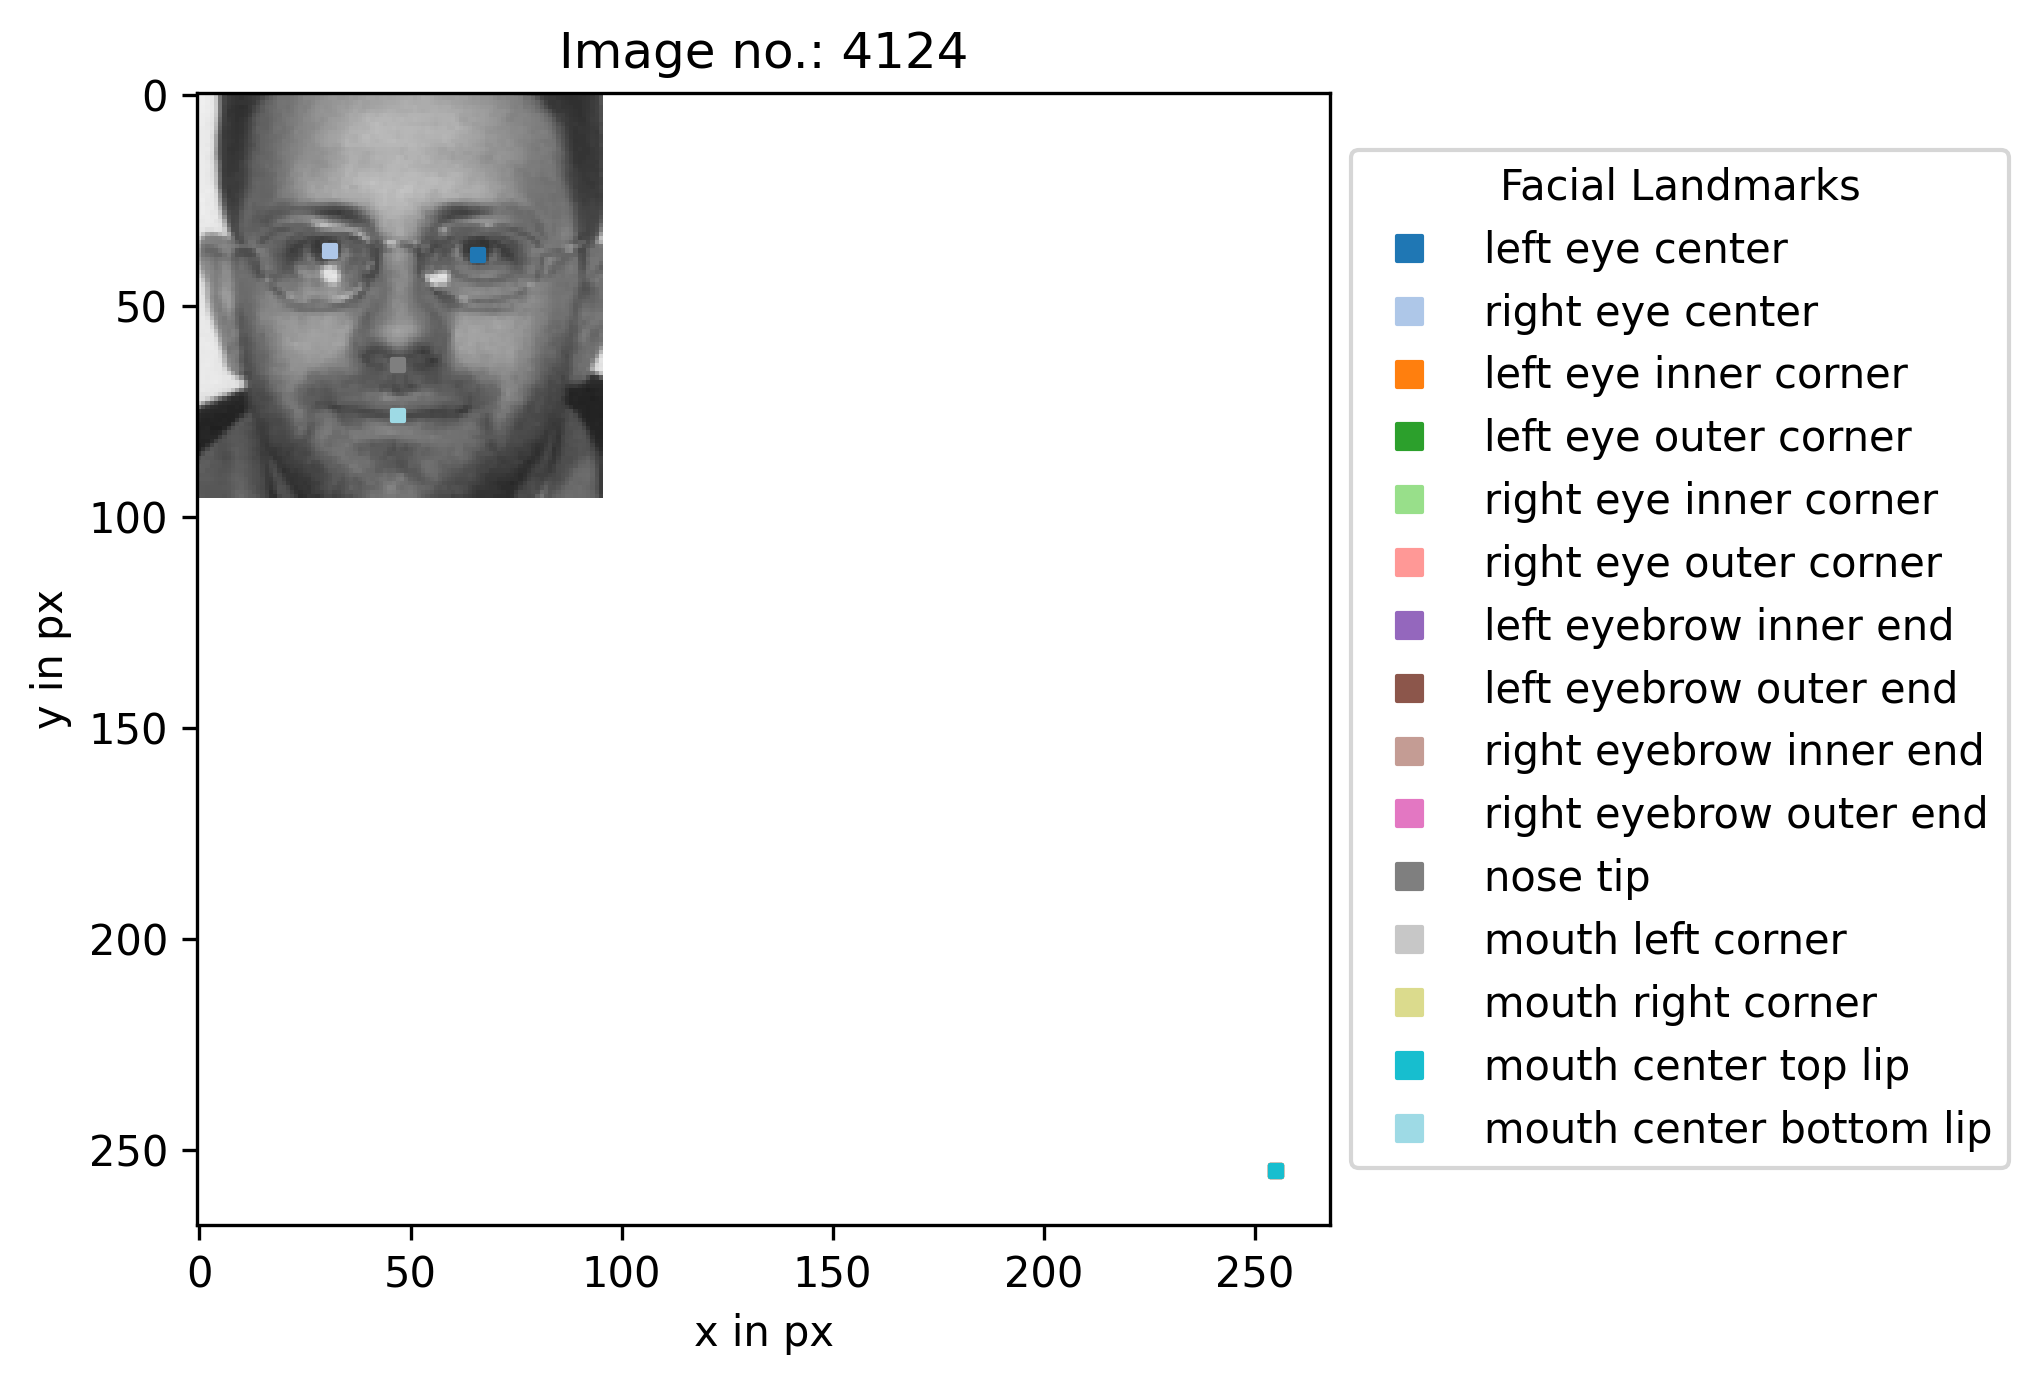 Image no.: 4124
0
50
100
150
200
250
y in px
0 50 100 150 200 250
x in px
Facial Landmarks
left eye center
right eye center
left eye inner corner
left eye outer corner
right eye inner corner
right eye outer corner
left eyebrow inner end
left eyebrow outer end
right eyebrow inner end
right eyebrow outer end
nose tip
mouth left corner
mouth right corner
mouth center top lip
mouth center bottom lip